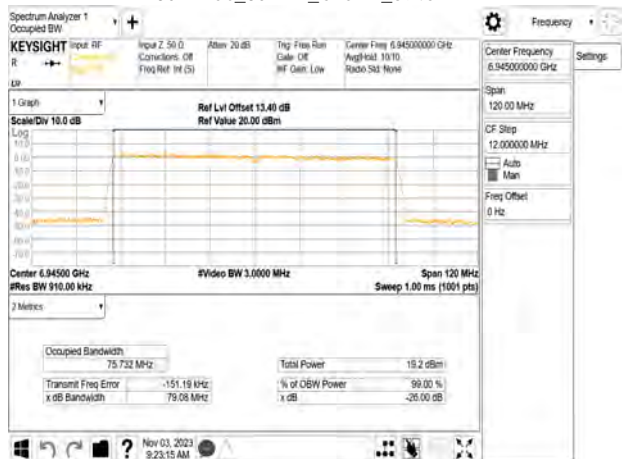 Spectrum Analyzer 1
Occupied BW
Frequency
KEYSIGHT
Input: RF
R
Input Z: 50 Ω
Corrections: Off
Freq Ref: Int (S)
Atten: 20 dB
Trig: Free Run
Gate: Off
#IF Gain: Low
Center Freq: 6.945000000 GHz
Avg|Hold: 10/10
Radio Std: None
1 Graph
Scale/Div 10.0 dB
Ref Lvl Offset 13.40 dB
Ref Value 20.00 dBm
Log
10.0
0.00
Center 6.94500 GHz
#Res BW 910.00 kHz
#Video BW 3.0000 MHz
Span 120 MHz
Sweep 1.00 ms (1001 pts)
2 Metrics
Occupied Bandwidth
75.732 MHz
Total Power
19.2 dBm
Transmit Freq Error
-151.19 kHz
% of OBW Power
99.00 %
x dB Bandwidth
79.08 MHz
x dB
-26.00 dB
Center Frequency
6.945000000 GHz
Settings
Span
120.00 MHz
CF Step
12.000000 MHz
Auto
Man
Freq Offset
0 Hz
?
Nov 03, 2023
9:23:15 AM